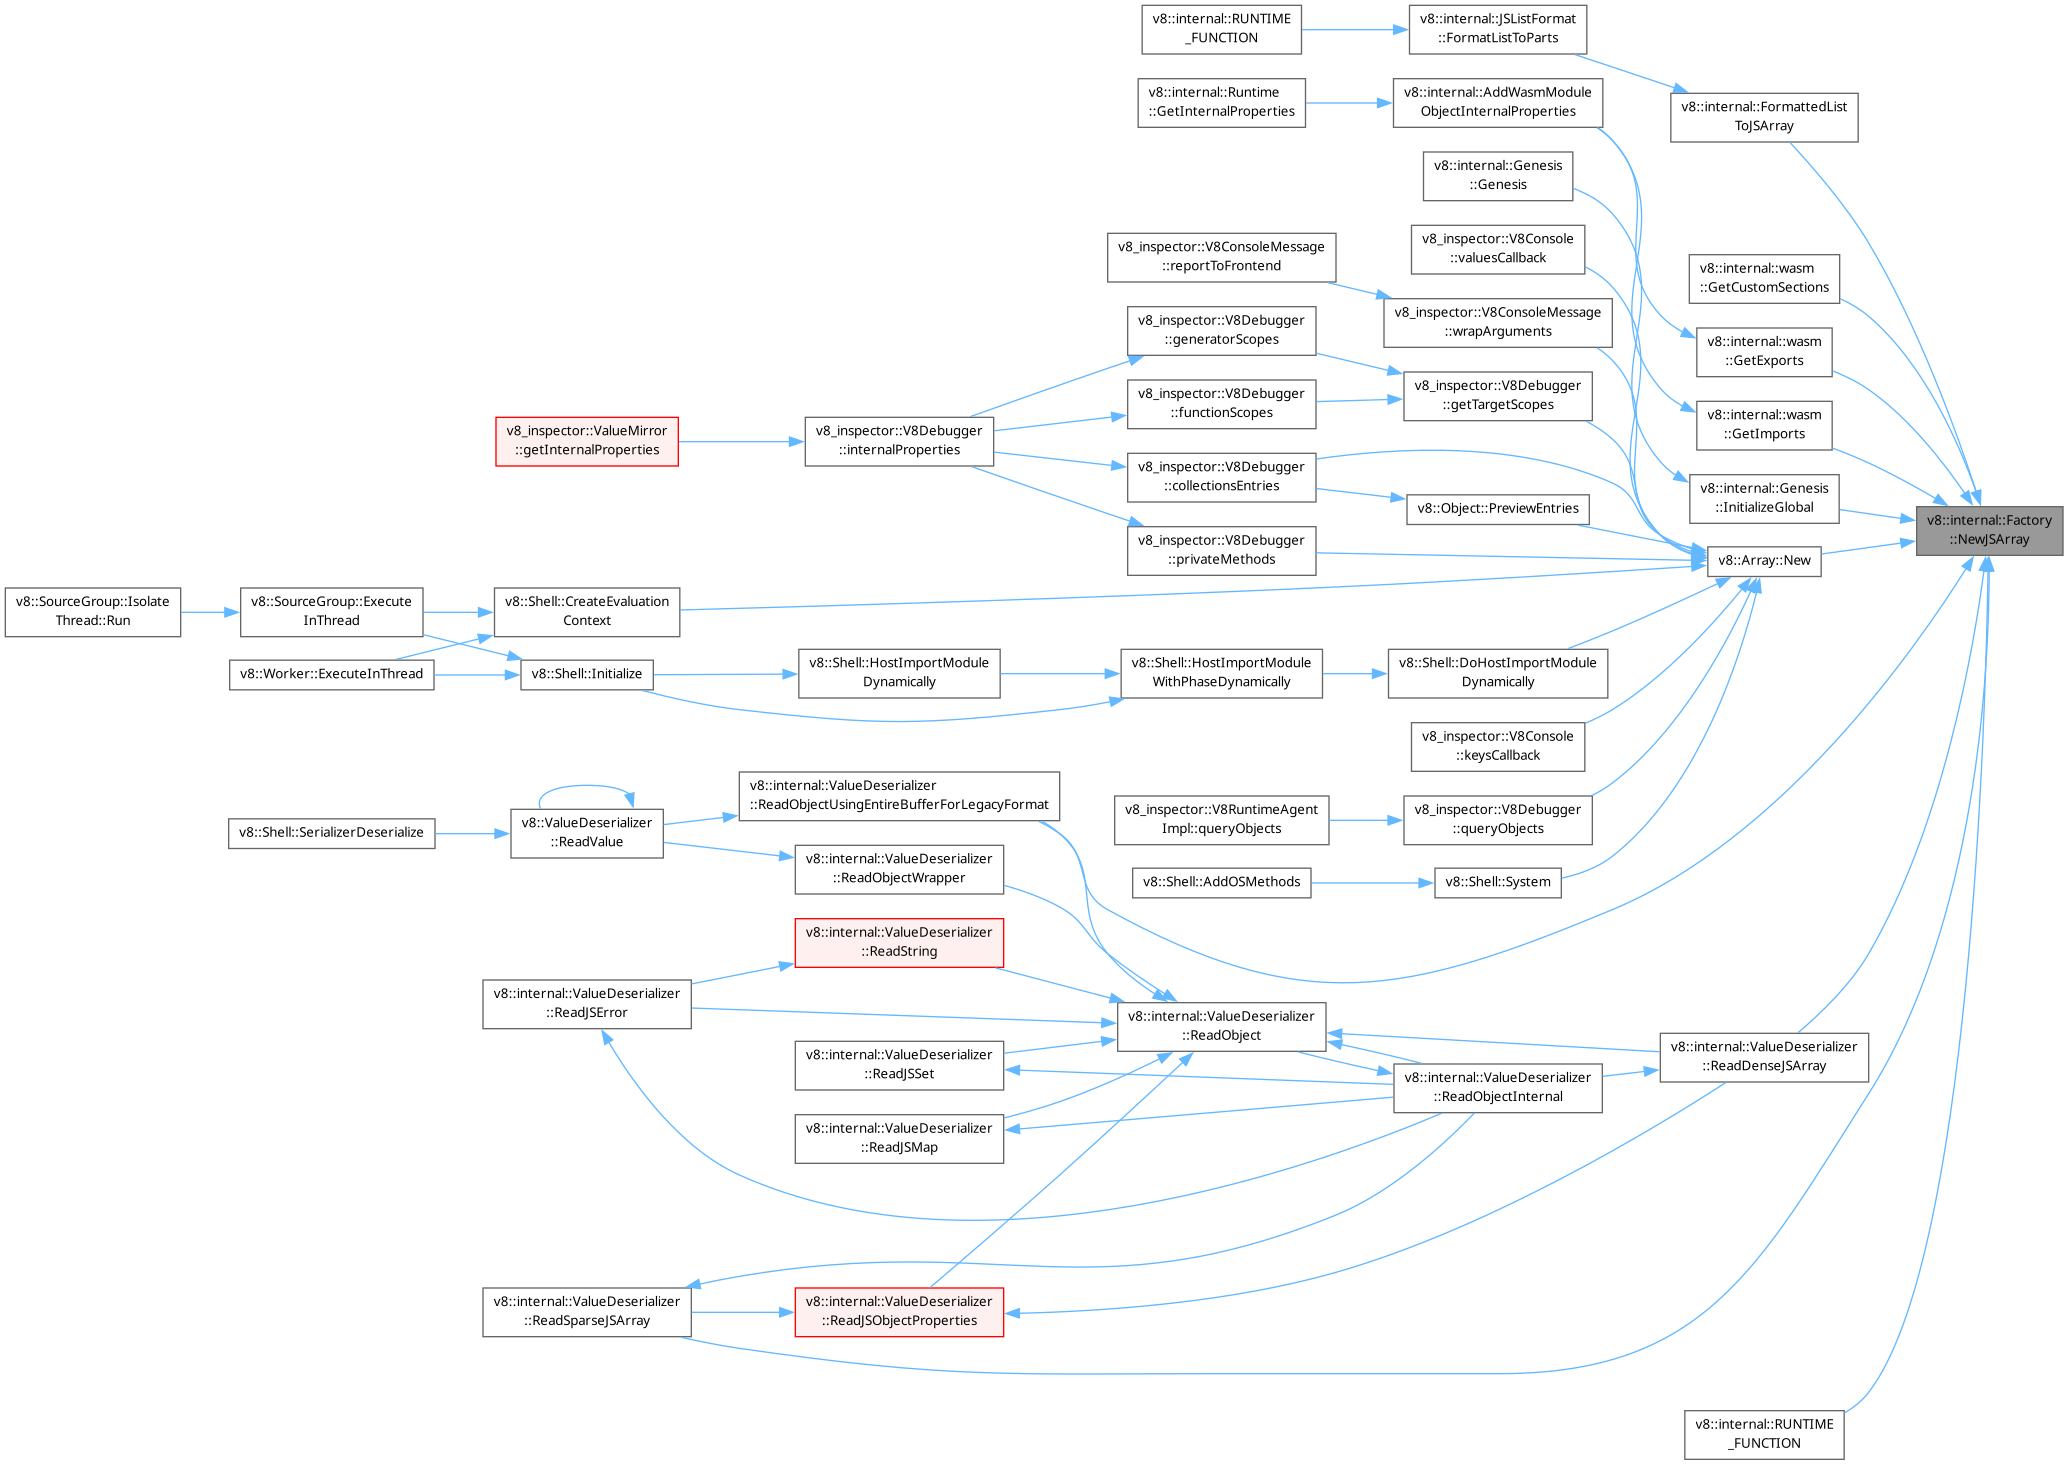 v8::internal::RUNTIME
_FUNCTION
v8::internal::JSListFormat
::FormatListToParts
v8::internal::Runtime
::GetInternalProperties
v8::internal::AddWasmModule
ObjectInternalProperties
v8::internal::FormattedList
ToJSArray
v8::internal::Genesis
::Genesis
v8_inspector::V8Console
::valuesCallback
v8_inspector::V8ConsoleMessage
::reportToFrontend
v8::internal::wasm
::GetCustomSections
v8_inspector::V8ConsoleMessage
::wrapArguments
v8_inspector::V8Debugger
::generatorScopes
v8::internal::wasm
::GetExports
v8_inspector::V8Debugger
::functionScopes
v8_inspector::V8Debugger
::getTargetScopes
v8::internal::wasm
::GetImports
v8_inspector::ValueMirror
::getInternalProperties
v8_inspector::V8Debugger
::internalProperties
v8_inspector::V8Debugger
::collectionsEntries
v8::Object::PreviewEntries
v8::internal::Genesis
::InitializeGlobal
v8::internal::Factory
::NewJSArray
v8_inspector::V8Debugger
::privateMethods
v8::Array::New
v8::SourceGroup::Isolate
Thread::Run
v8::SourceGroup::Execute
InThread
v8::Shell::CreateEvaluation
Context
v8::Worker::ExecuteInThread
v8::Shell::Initialize
v8::Shell::HostImportModule
Dynamically
v8::Shell::HostImportModule
WithPhaseDynamically
v8::Shell::DoHostImportModule
Dynamically
v8_inspector::V8Console
::keysCallback
v8::internal::ValueDeserializer
::ReadObjectUsingEntireBufferForLegacyFormat
v8_inspector::V8RuntimeAgent
Impl::queryObjects
v8_inspector::V8Debugger
::queryObjects
v8::Shell::SerializerDeserialize
v8::ValueDeserializer
::ReadValue
v8::internal::ValueDeserializer
::ReadObjectWrapper
v8::Shell::AddOSMethods
v8::Shell::System
v8::internal::ValueDeserializer
::ReadString
v8::internal::ValueDeserializer
::ReadJSError
v8::internal::ValueDeserializer
::ReadObject
v8::internal::ValueDeserializer
::ReadJSSet
v8::internal::ValueDeserializer
::ReadDenseJSArray
v8::internal::ValueDeserializer
::ReadObjectInternal
v8::internal::ValueDeserializer
::ReadJSMap
v8::internal::ValueDeserializer
::ReadSparseJSArray
v8::internal::ValueDeserializer
::ReadJSObjectProperties
v8::internal::RUNTIME
_FUNCTION